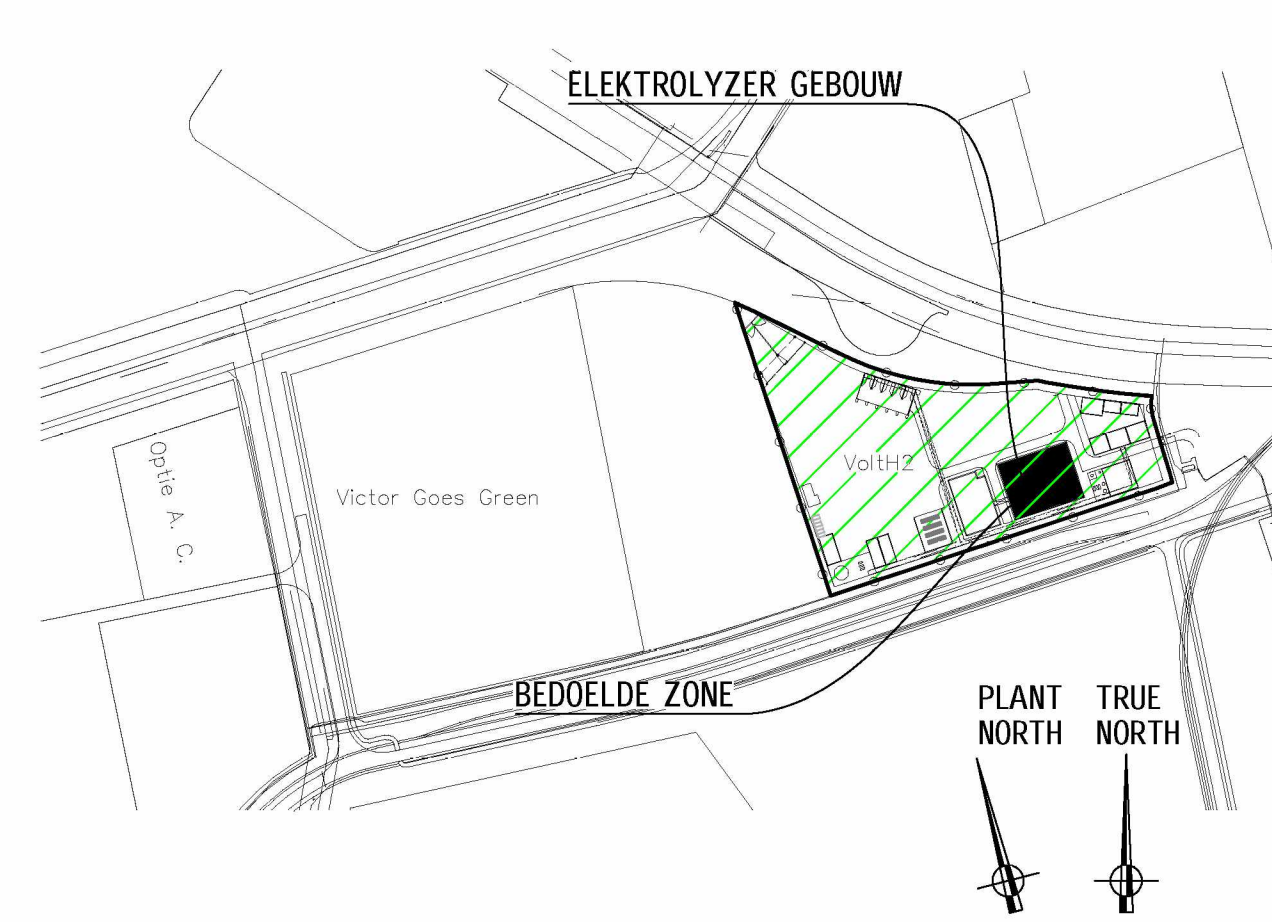 ELEKTROLYZER GEBOUW
Optie A. C.
Victor Goes Green
VoltH2
BEDOELDE ZONE
PLANT
NORTH
TRUE
NORTH